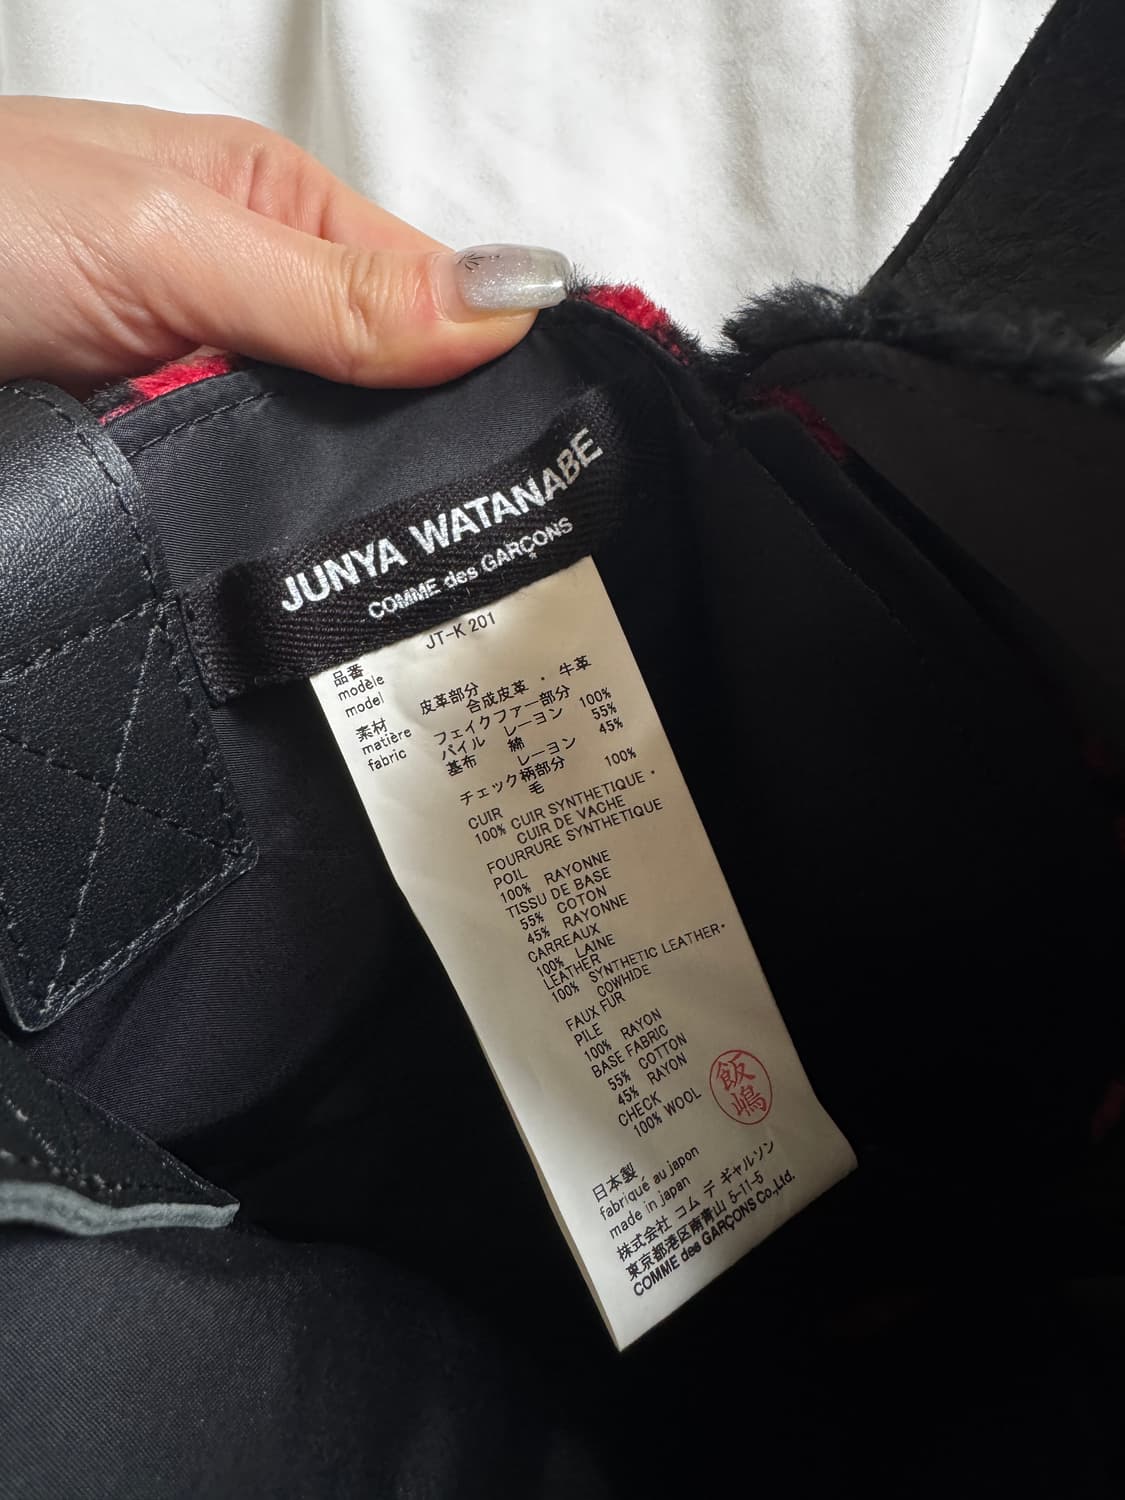 JUNYA WATANABE
COMME des GARÇONS
品番 JT-K 201
modèle
model
素材 皮革部分
matière 合成皮革・牛革
fabric フェイクファー部分
パイル レーヨン 100%
基布 綿 55%
レーヨン 45%
チェック柄部分
毛 100%
CUIR
100% CUIR SYNTHETIQUE・
CUIR DE VACHE
FOURRURE SYNTHETIQUE
POIL
100% RAYONNE
TISSU DE BASE
55% COTON
45% RAYONNE
CARREAUX
100% LAINE
LEATHER
100% SYNTHETIC LEATHER・
COWHIDE
FAUX FUR
PILE
100% RAYON
BASE FABRIC
55% COTTON
45% RAYON
CHECK
100% WOOL
飯嶋
日本製
fabriqué au japon
made in japan
株式会社 コム デ ギャルソン
東京都港区南青山 5-11-5
COMME des GARÇONS Co,Ltd.